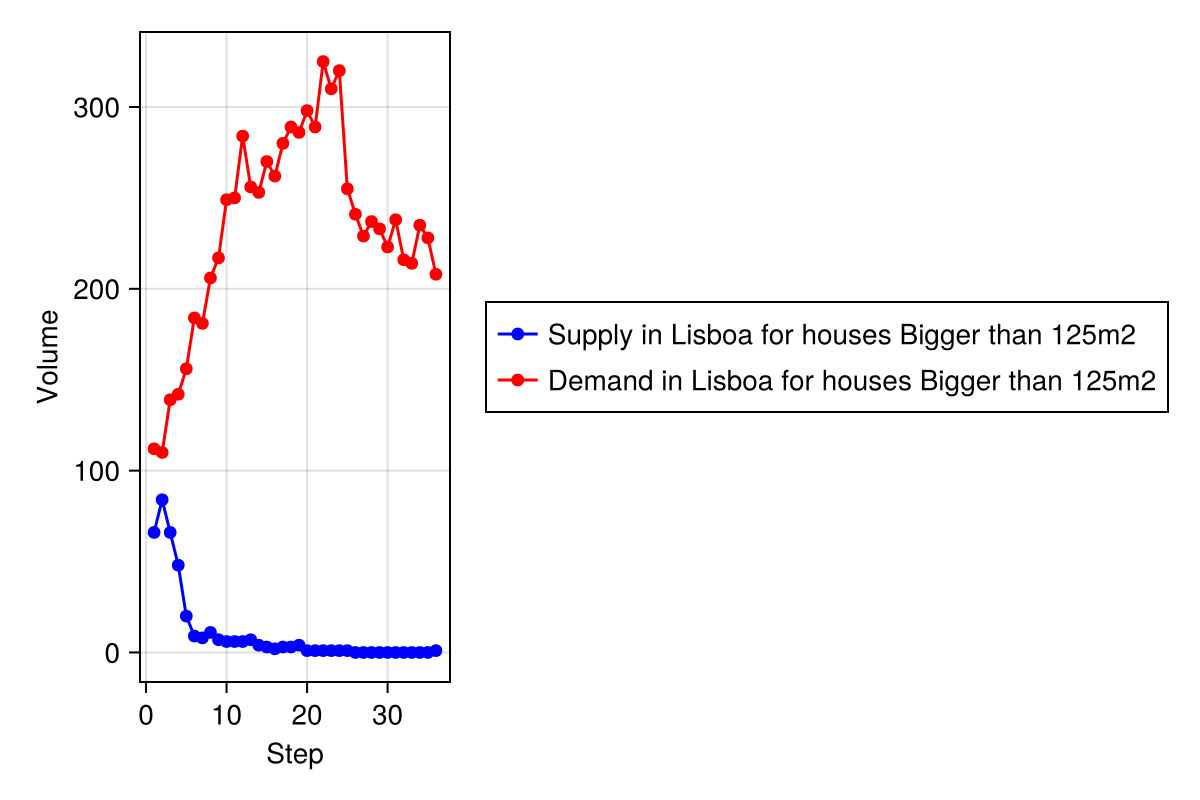 300
200
100
0
Volume
0 10 20 30
Step
Supply in Lisboa for houses Bigger than 125m2
Demand in Lisboa for houses Bigger than 125m2